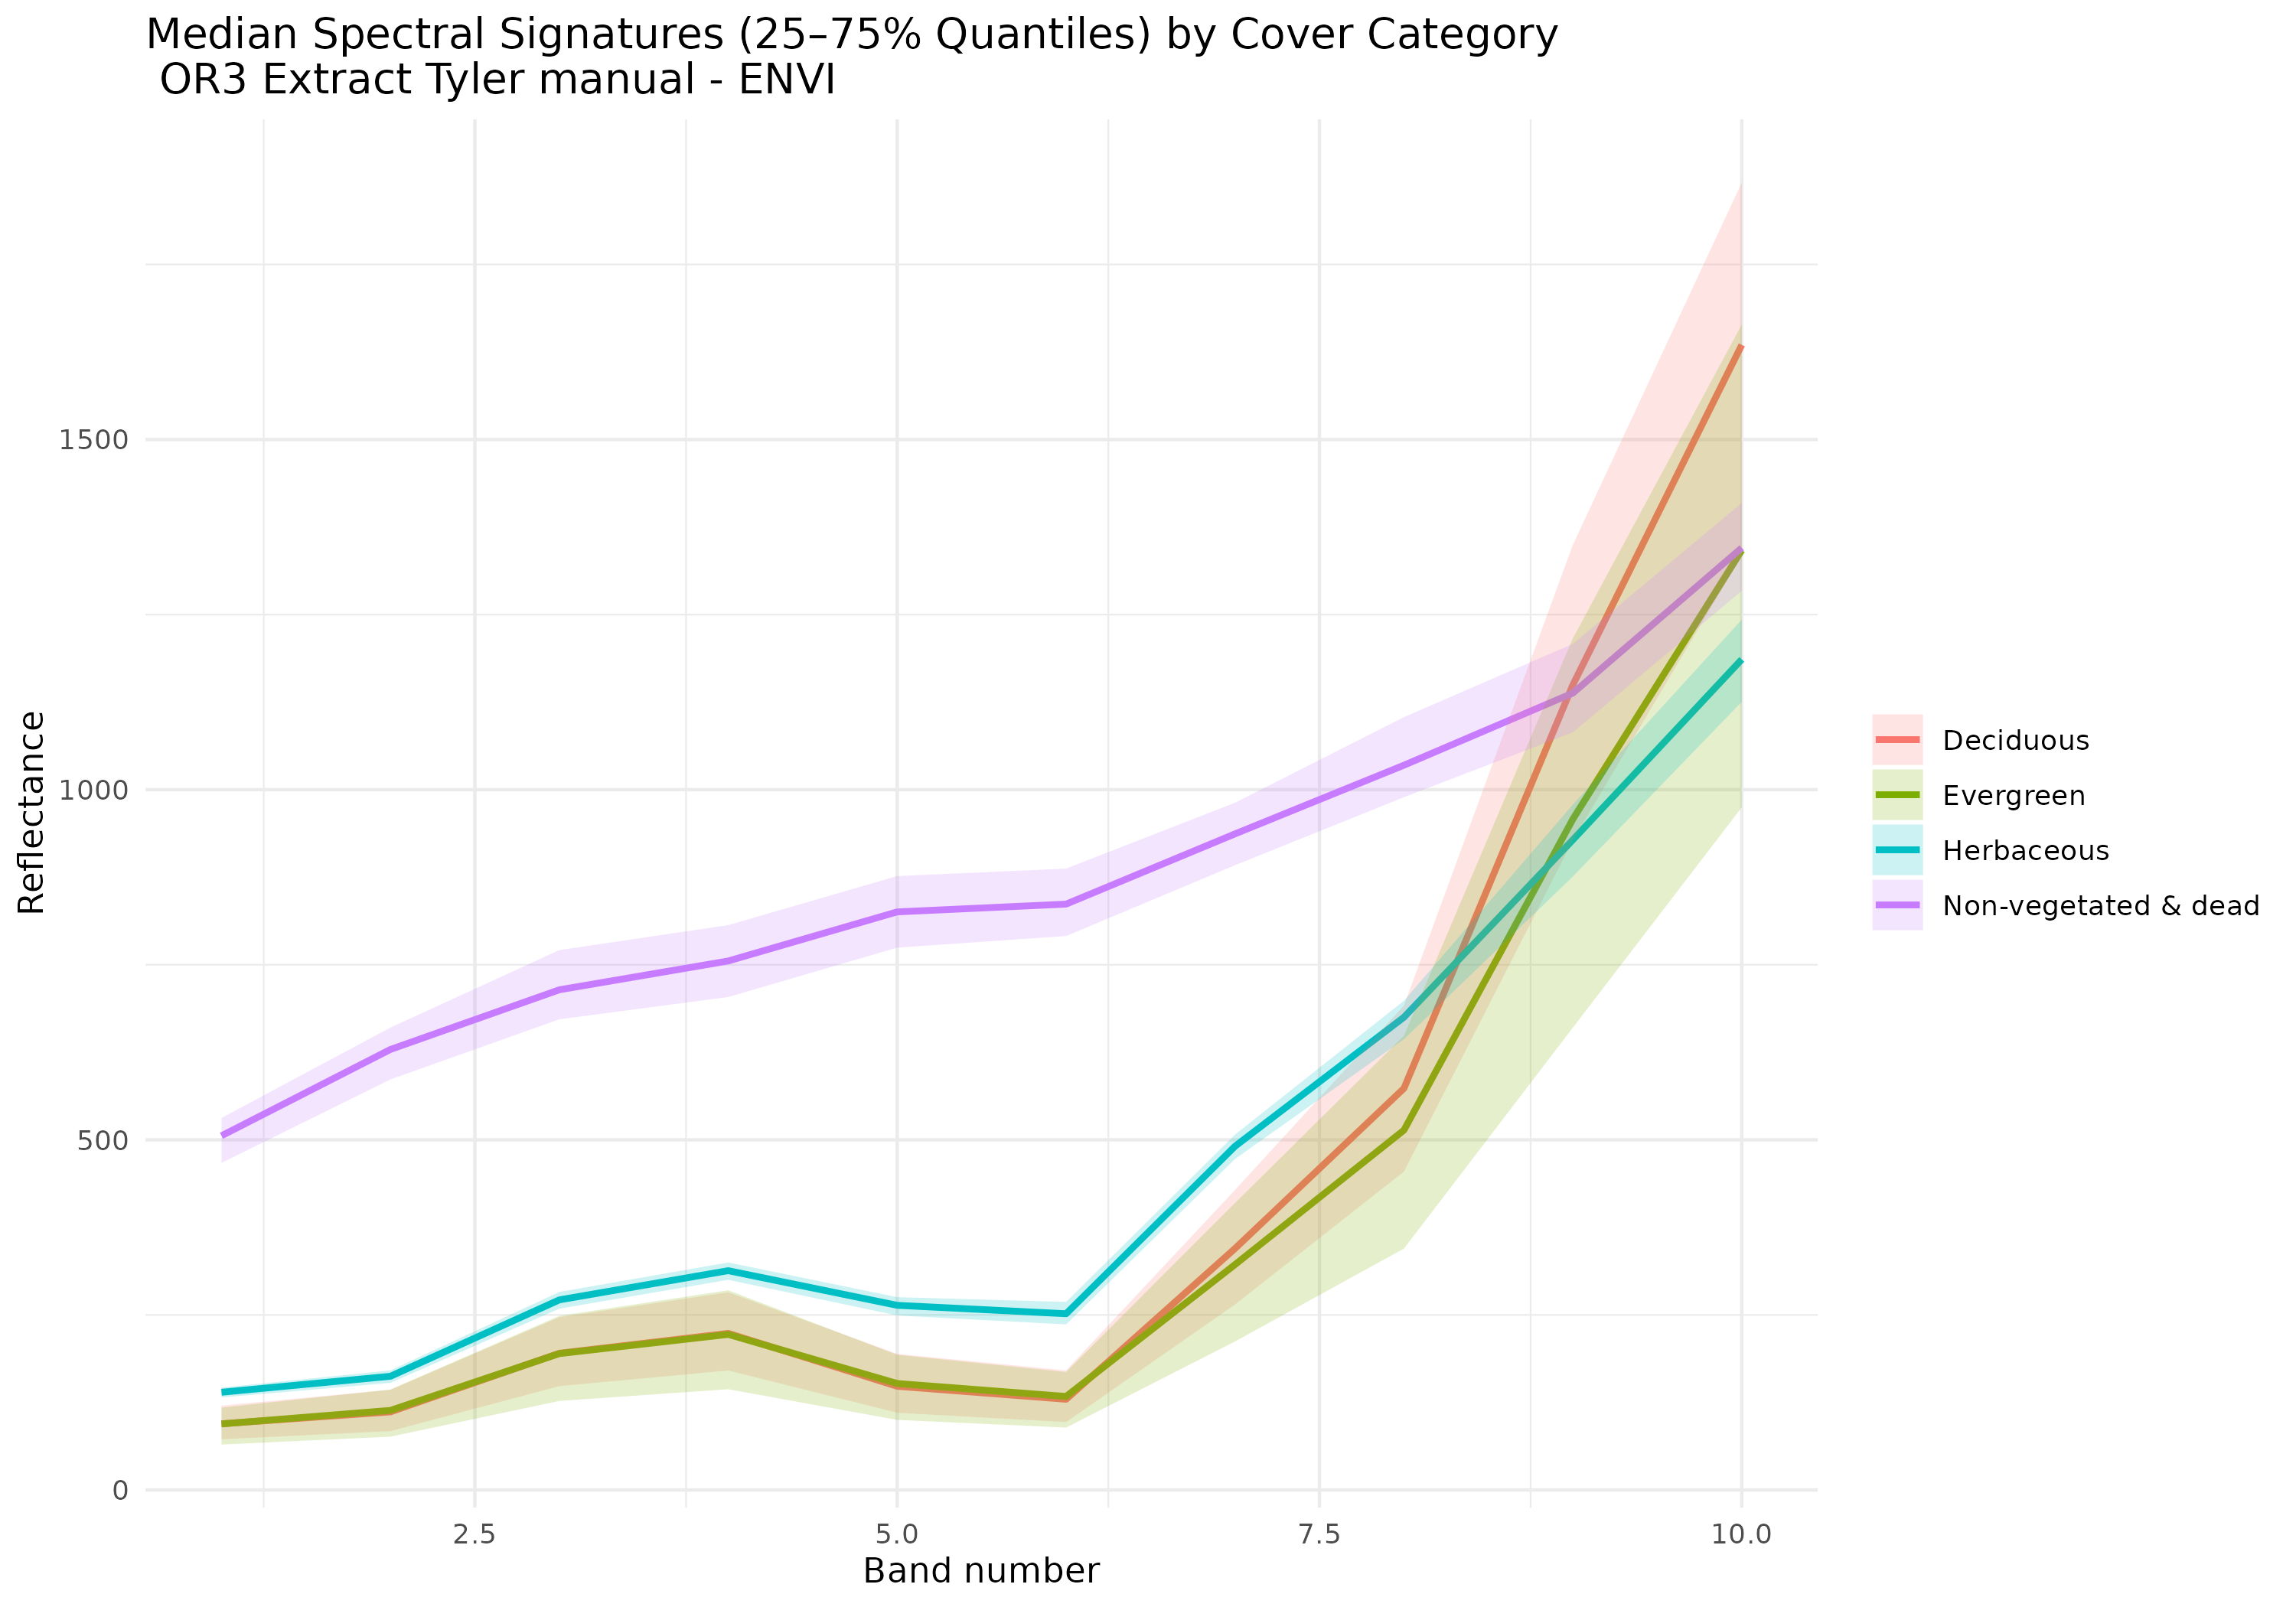 Median Spectral Signatures (25–75% Quantiles) by Cover Category
OR3 Extract Tyler manual - ENVI
Reflectance
1500
1000
500
0
2.5
5.0
7.5
10.0
Band number
Deciduous
Evergreen
Herbaceous
Non-vegetated & dead